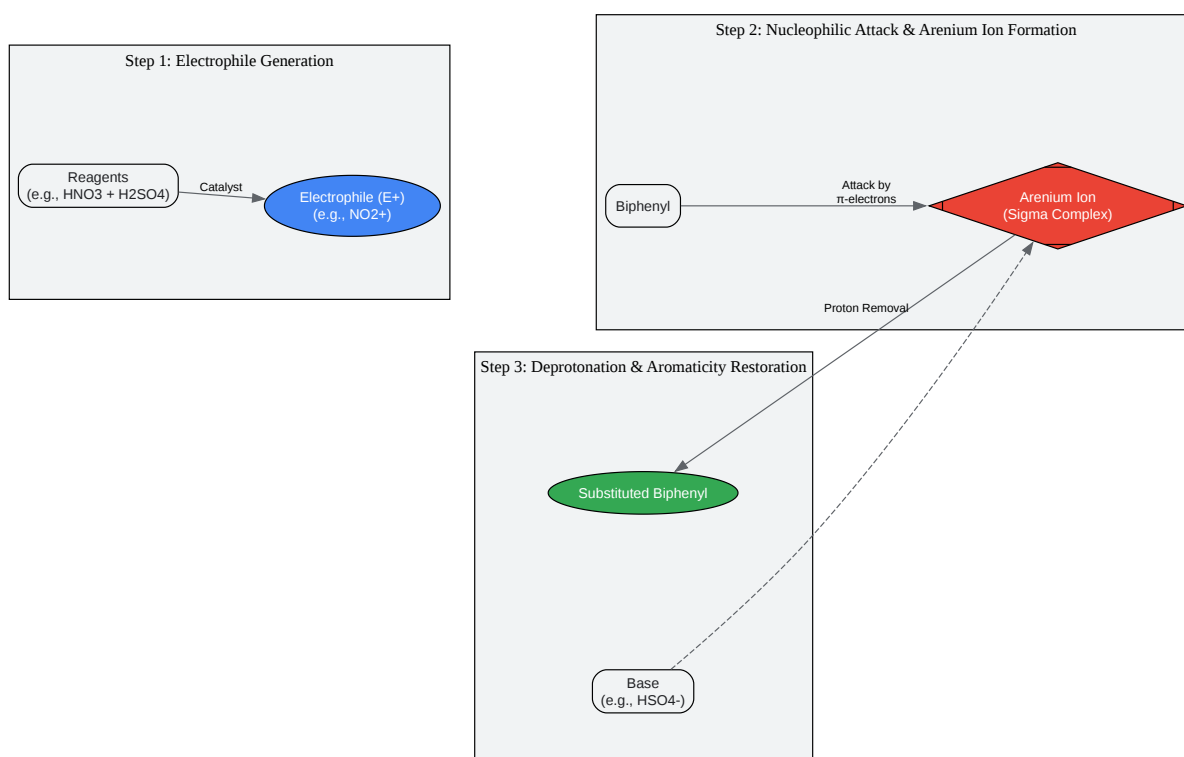 Step 1: Electrophile Generation
Reagents
(e.g., HNO3 + H2SO4)
Catalyst
Electrophile (E+)
(e.g., NO2+)
Step 2: Nucleophilic Attack & Arenium Ion Formation
Biphenyl
Attack by
π-electrons
Arenium Ion
(Sigma Complex)
Proton Removal
Step 3: Deprotonation & Aromaticity Restoration
Substituted Biphenyl
Base
(e.g., HSO4-)